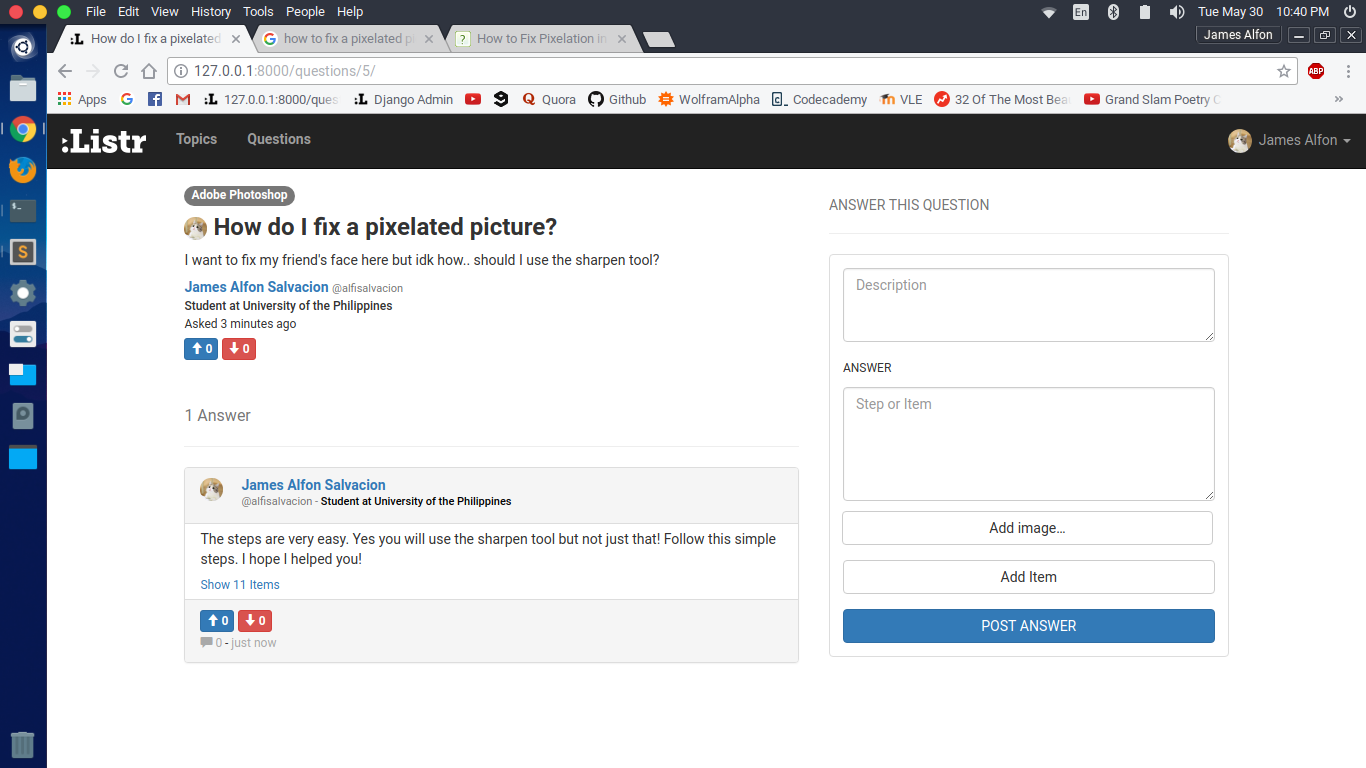 File Edit View History Tools People Help
En
Tue May 30 10:40 PM
How do I fix a pixelated
how to fix a pixelated pi
How to Fix Pixelation in
James Alfon
127.0.0.1:8000/questions/5/
ABP
Apps
:L 127.0.0.1:8000/ques
:L Django Admin
Quora
Github
WolframAlpha
Codecademy
VLE
32 Of The Most Bea
Grand Slam Poetry C
:Listr
Topics
Questions
James Alfon
Adobe Photoshop
How do I fix a pixelated picture?
I want to fix my friend's face here but idk how.. should I use the sharpen tool?
James Alfon Salvacion @alfisalvacion
Student at University of the Philippines
Asked 3 minutes ago
0 0
1 Answer
James Alfon Salvacion
@alfisalvacion - Student at University of the Philippines
The steps are very easy. Yes you will use the sharpen tool but not just that! Follow this simple
steps. I hope I helped you!
Show 11 Items
0 0
0 - just now
ANSWER THIS QUESTION
Description
ANSWER
Step or Item
Add image…
Add Item
POST ANSWER